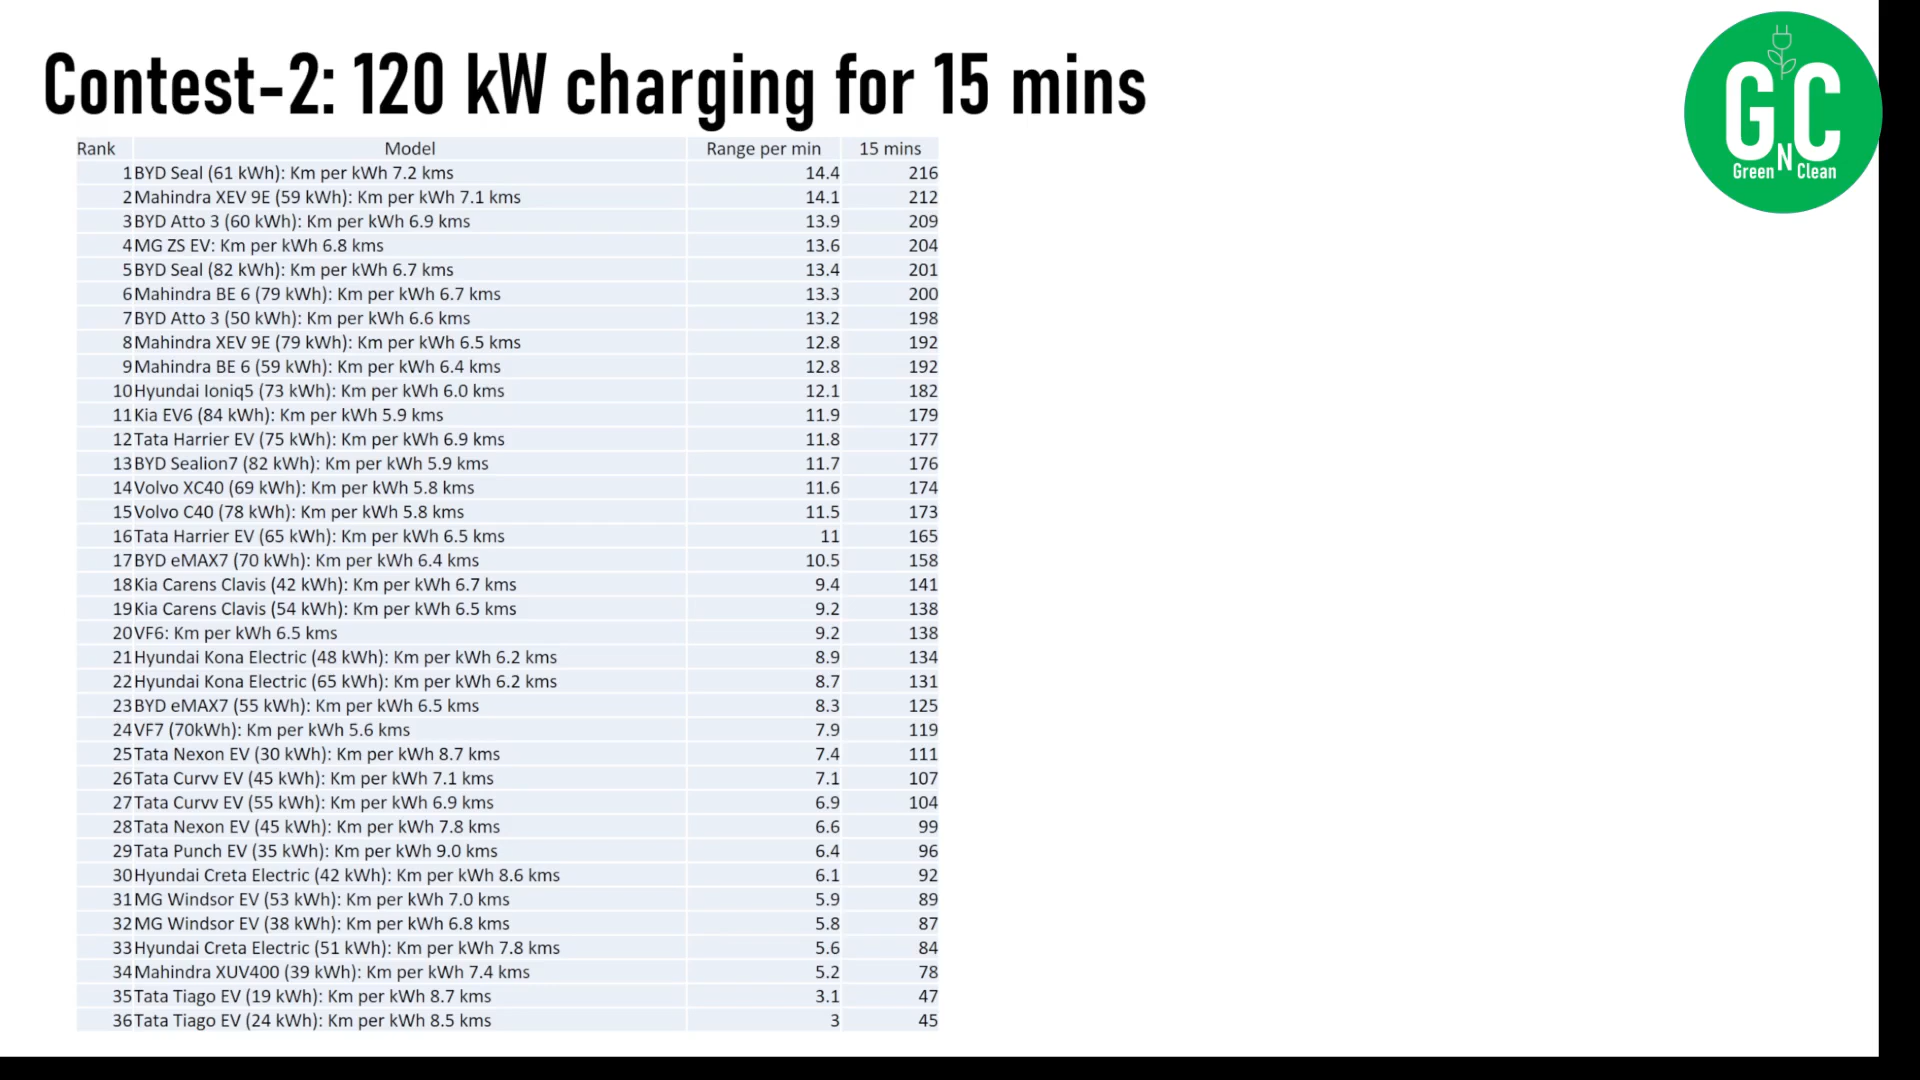 Contest-2: 120 kW charging for 15 mins
GNC
Green Clean
Rank Model Range per min 15 mins
1 BYD Seal (61 kWh): Km per kWh 7.2 kms 14.4 216
2 Mahindra XEV 9E (59 kWh): Km per kWh 7.1 kms 14.1 212
3 BYD Atto 3 (60 kWh): Km per kWh 6.9 kms 13.9 209
4 MG ZS EV: Km per kWh 6.8 kms 13.6 204
5 BYD Seal (82 kWh): Km per kWh 6.7 kms 13.4 201
6 Mahindra BE 6 (79 kWh): Km per kWh 6.7 kms 13.3 200
7 BYD Atto 3 (50 kWh): Km per kWh 6.6 kms 13.2 198
8 Mahindra XEV 9E (79 kWh): Km per kWh 6.5 kms 12.8 192
9 Mahindra BE 6 (59 kWh): Km per kWh 6.4 kms 12.8 192
10 Hyundai Ioniq5 (73 kWh): Km per kWh 6.0 kms 12.1 182
11 Kia EV6 (84 kWh): Km per kWh 5.9 kms 11.9 179
12 Tata Harrier EV (75 kWh): Km per kWh 6.9 kms 11.8 177
13 BYD Sealion7 (82 kWh): Km per kWh 5.9 kms 11.7 176
14 Volvo XC40 (69 kWh): Km per kWh 5.8 kms 11.6 174
15 Volvo C40 (78 kWh): Km per kWh 5.8 kms 11.5 173
16 Tata Harrier EV (65 kWh): Km per kWh 6.5 kms 11 165
17 BYD eMAX7 (70 kWh): Km per kWh 6.4 kms 10.5 158
18 Kia Carens Clavis (42 kWh): Km per kWh 6.7 kms 9.4 141
19 Kia Carens Clavis (54 kWh): Km per kWh 6.5 kms 9.2 138
20 VF6: Km per kWh 6.5 kms 9.2 138
21 Hyundai Kona Electric (48 kWh): Km per kWh 6.2 kms 8.9 134
22 Hyundai Kona Electric (65 kWh): Km per kWh 6.2 kms 8.7 131
23 BYD eMAX7 (55 kWh): Km per kWh 6.5 kms 8.3 125
24 VF7 (70kWh): Km per kWh 5.6 kms 7.9 119
25 Tata Nexon EV (30 kWh): Km per kWh 8.7 kms 7.4 111
26 Tata Curvv EV (45 kWh): Km per kWh 7.1 kms 7.1 107
27 Tata Curvv EV (55 kWh): Km per kWh 6.9 kms 6.9 104
28 Tata Nexon EV (45 kWh): Km per kWh 7.8 kms 6.6 99
29 Tata Punch EV (35 kWh): Km per kWh 9.0 kms 6.4 96
30 Hyundai Creta Electric (42 kWh): Km per kWh 8.6 kms 6.1 92
31 MG Windsor EV (53 kWh): Km per kWh 7.0 kms 5.9 89
32 MG Windsor EV (38 kWh): Km per kWh 6.8 kms 5.8 87
33 Hyundai Creta Electric (51 kWh): Km per kWh 7.8 kms 5.6 84
34 Mahindra XUV400 (39 kWh): Km per kWh 7.4 kms 5.2 78
35 Tata Tiago EV (19 kWh): Km per kWh 8.7 kms 3.1 47
36 Tata Tiago EV (24 kWh): Km per kWh 8.5 kms 3 45